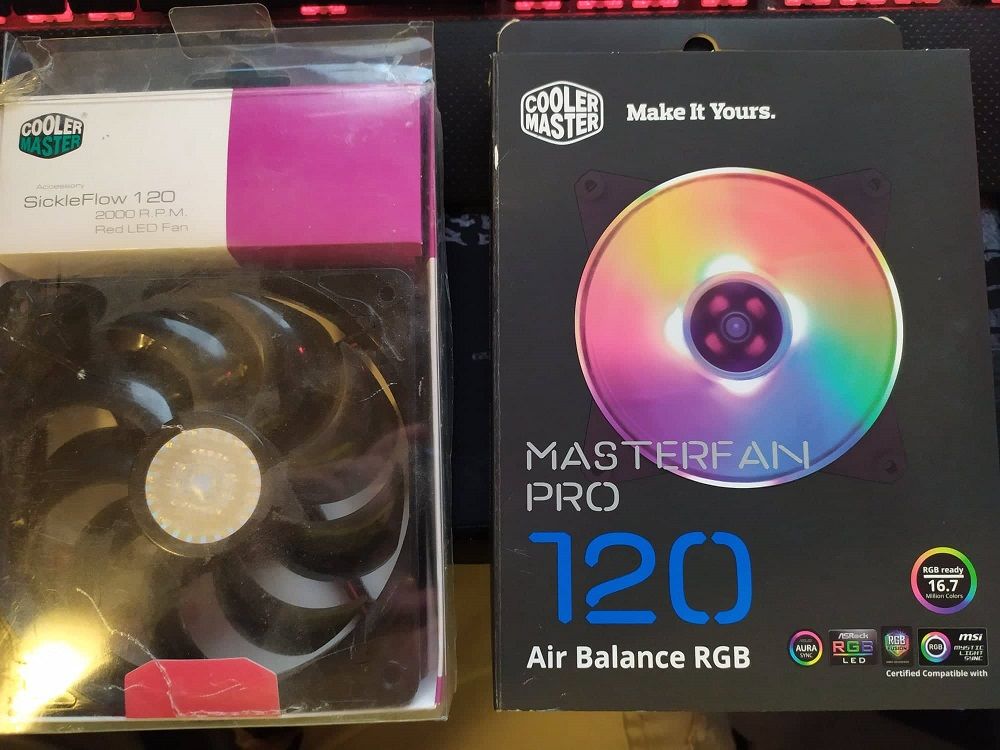 COOLER
MASTER
Accessory
SickleFlow 120
2000 R.P.M.
Red LED Fan
COOLER
MASTER
Make It Yours.
MASTERFAN
PRO
120
Air Balance RGB
RGB ready
16.7
Million Colors
AURA
SYNC
ASRock
RGB
LED
RGB
FUSION
RGB
msi
MYSTIC
LIGHT
SYNC
Certified Compatible with